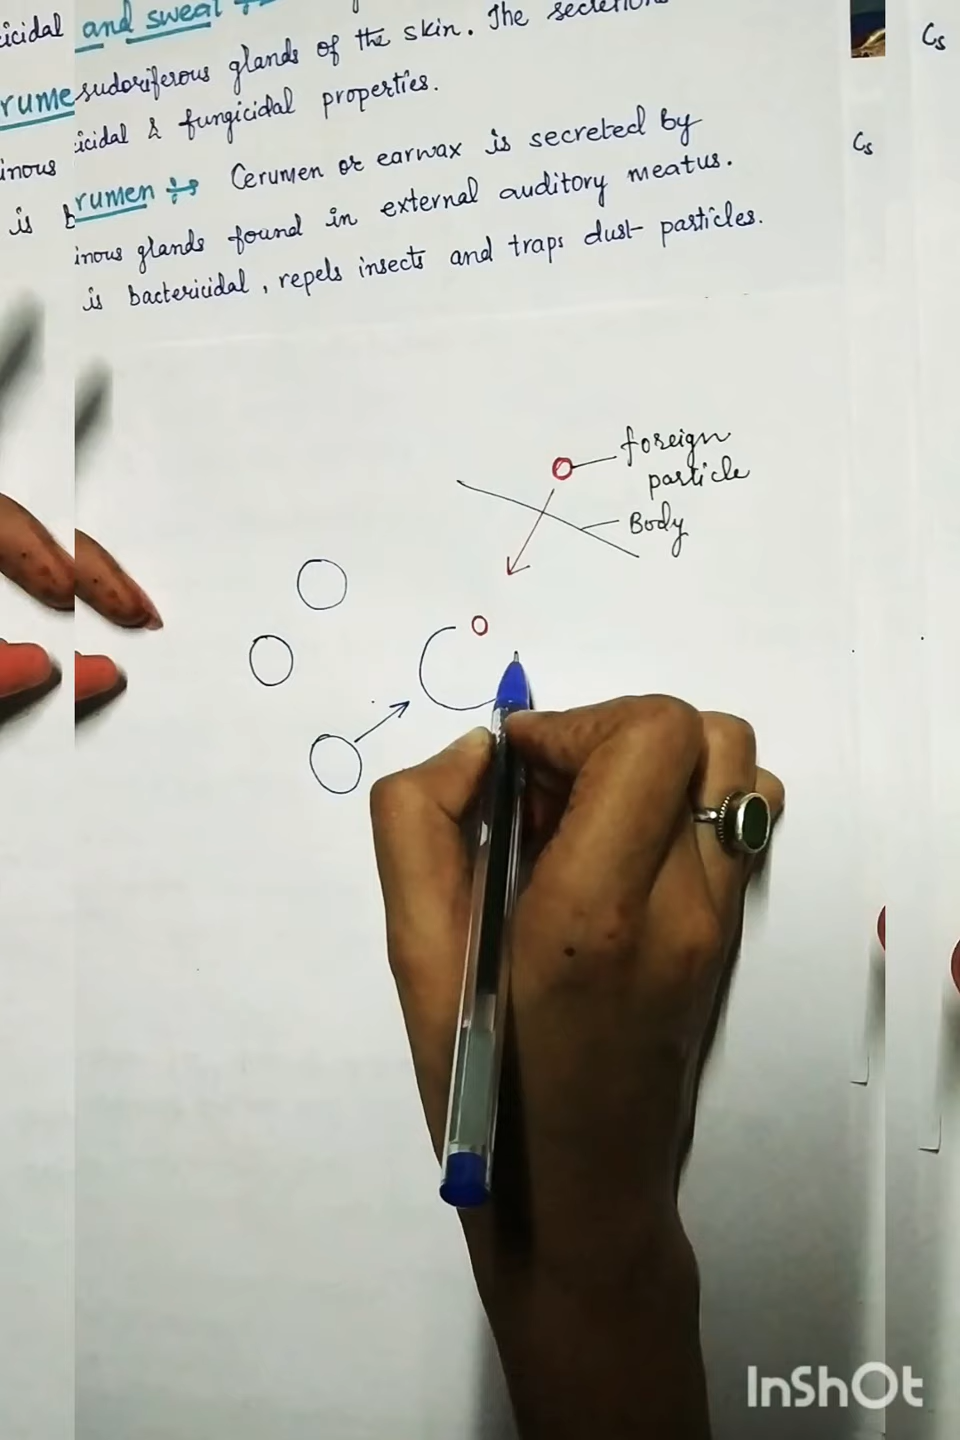 and sweat
sudoriferous glands of the skin. The
icidal & fungicidal properties.
rumen :- Cerumen or earwax is secreted by
inous glands found in external auditory meatus.
is bactericidal, repels insects and traps dust particles.
foreign
particle
Body
InShOt